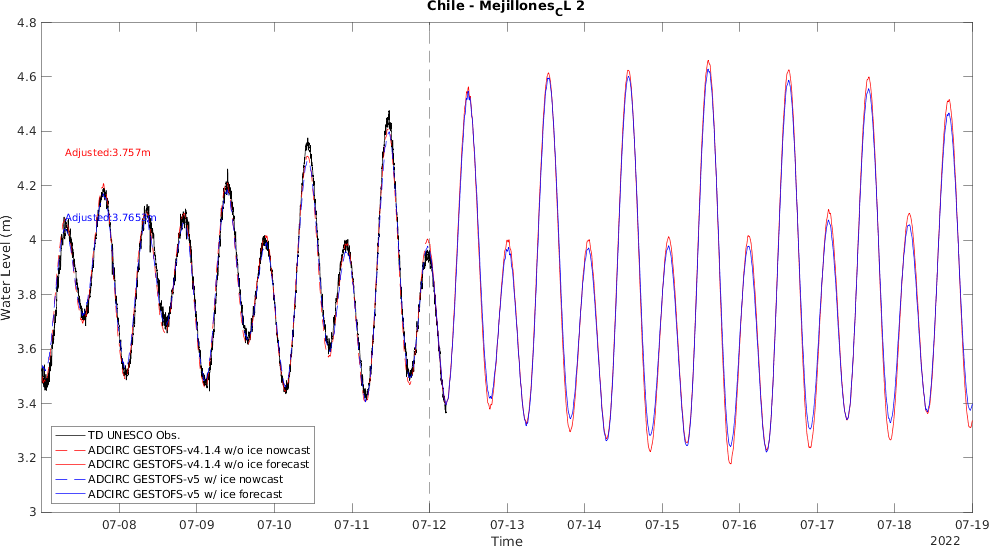 Chile - Mejillones_CL 2
4.8
4.6
4.4
4.2
4
3.8
3.6
3.4
3.2
3
Water Level (m)
Adjusted:3.757m
Adjusted:3.7652m
TD UNESCO Obs.
ADCIRC GESTOFS-v4.1.4 w/o ice nowcast
ADCIRC GESTOFS-v4.1.4 w/o ice forecast
ADCIRC GESTOFS-v5 w/ ice nowcast
ADCIRC GESTOFS-v5 w/ ice forecast
07-08 07-09 07-10 07-11 07-12 07-13 07-14 07-15 07-16 07-17 07-18 07-19
Time
2022